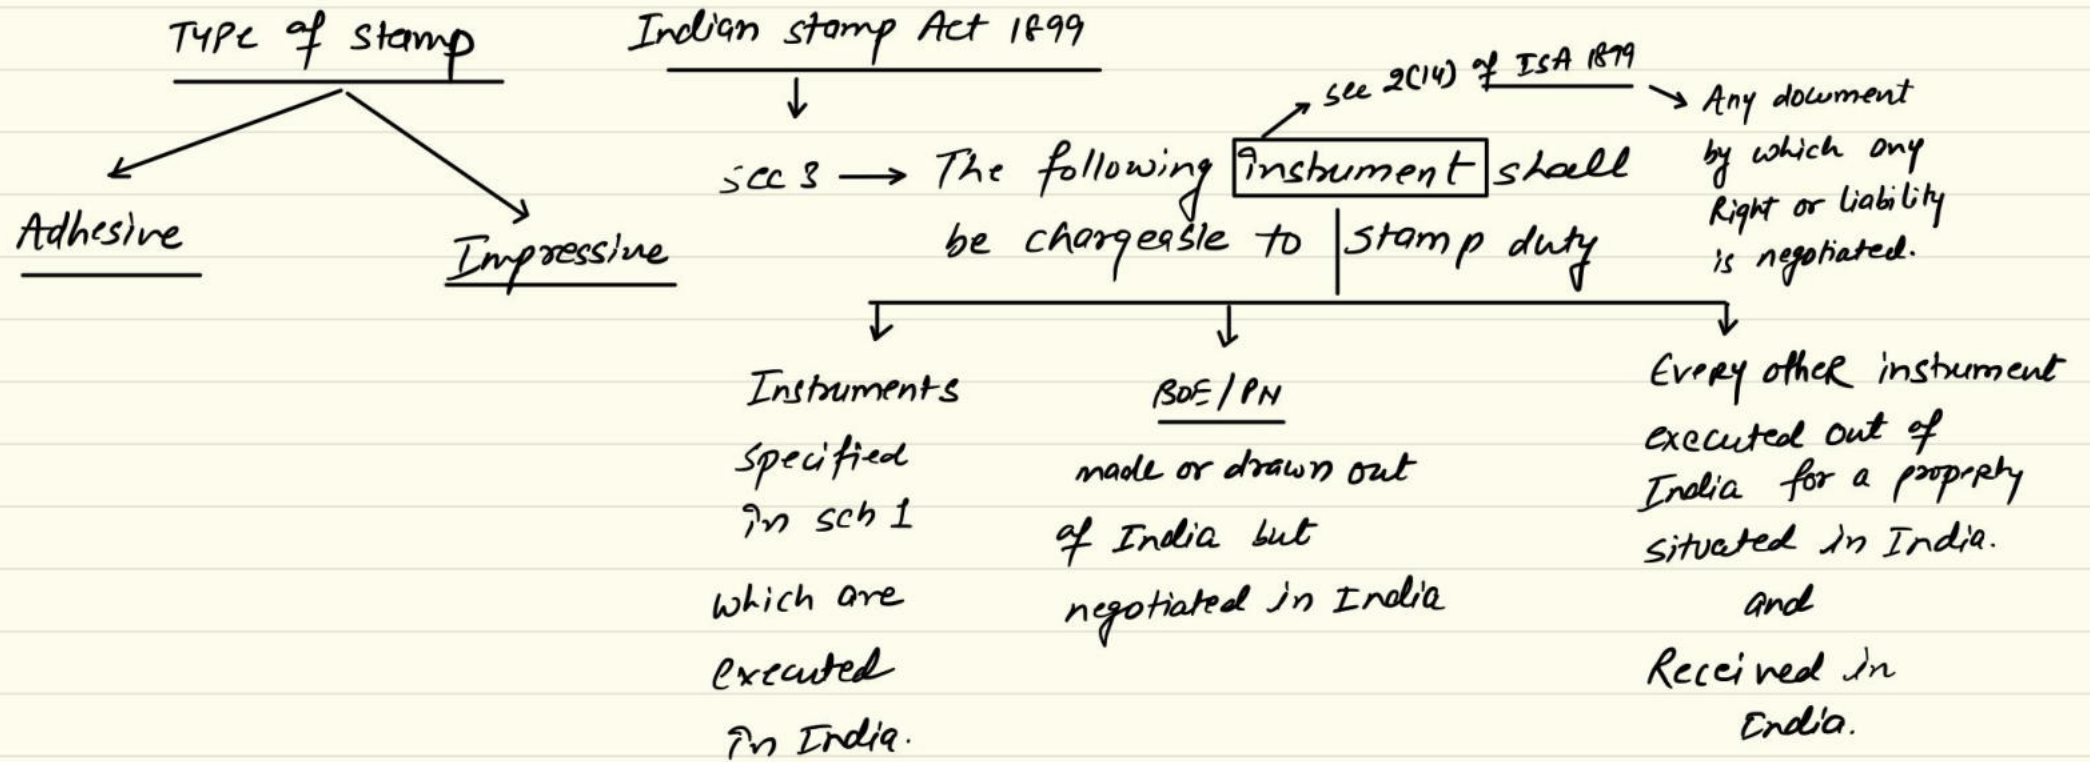 Type of stamp
Adhesive
Impressive
Indian stamp Act 1899
sec 3 → The following instrument shall
be chargeable to stamp duty
sec 2(14) of ISA 1899
Any document
by which any
Right or liability
is negotiated.
Instruments
specified
in sch 1
which are
executed
in India.
BOE/PN
made or drawn out
of India but
negotiated in India
Every other instrument
executed out of
India for a property
situated in India.
and
Received in
India.